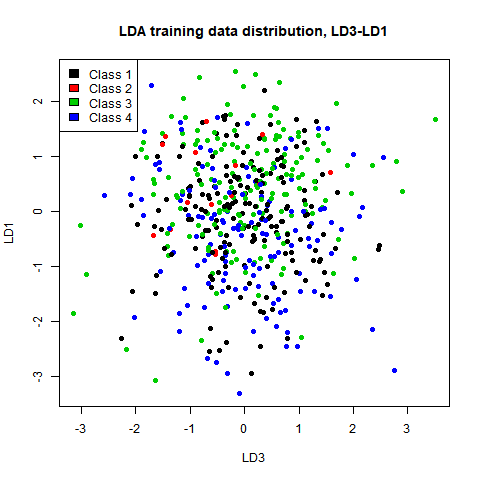 LDA training data distribution, LD3-LD1
Class 1
Class 2
Class 3
Class 4
LD1
2
1
0
-1
-2
-3
-3
-2
-1
0
1
2
3
LD3